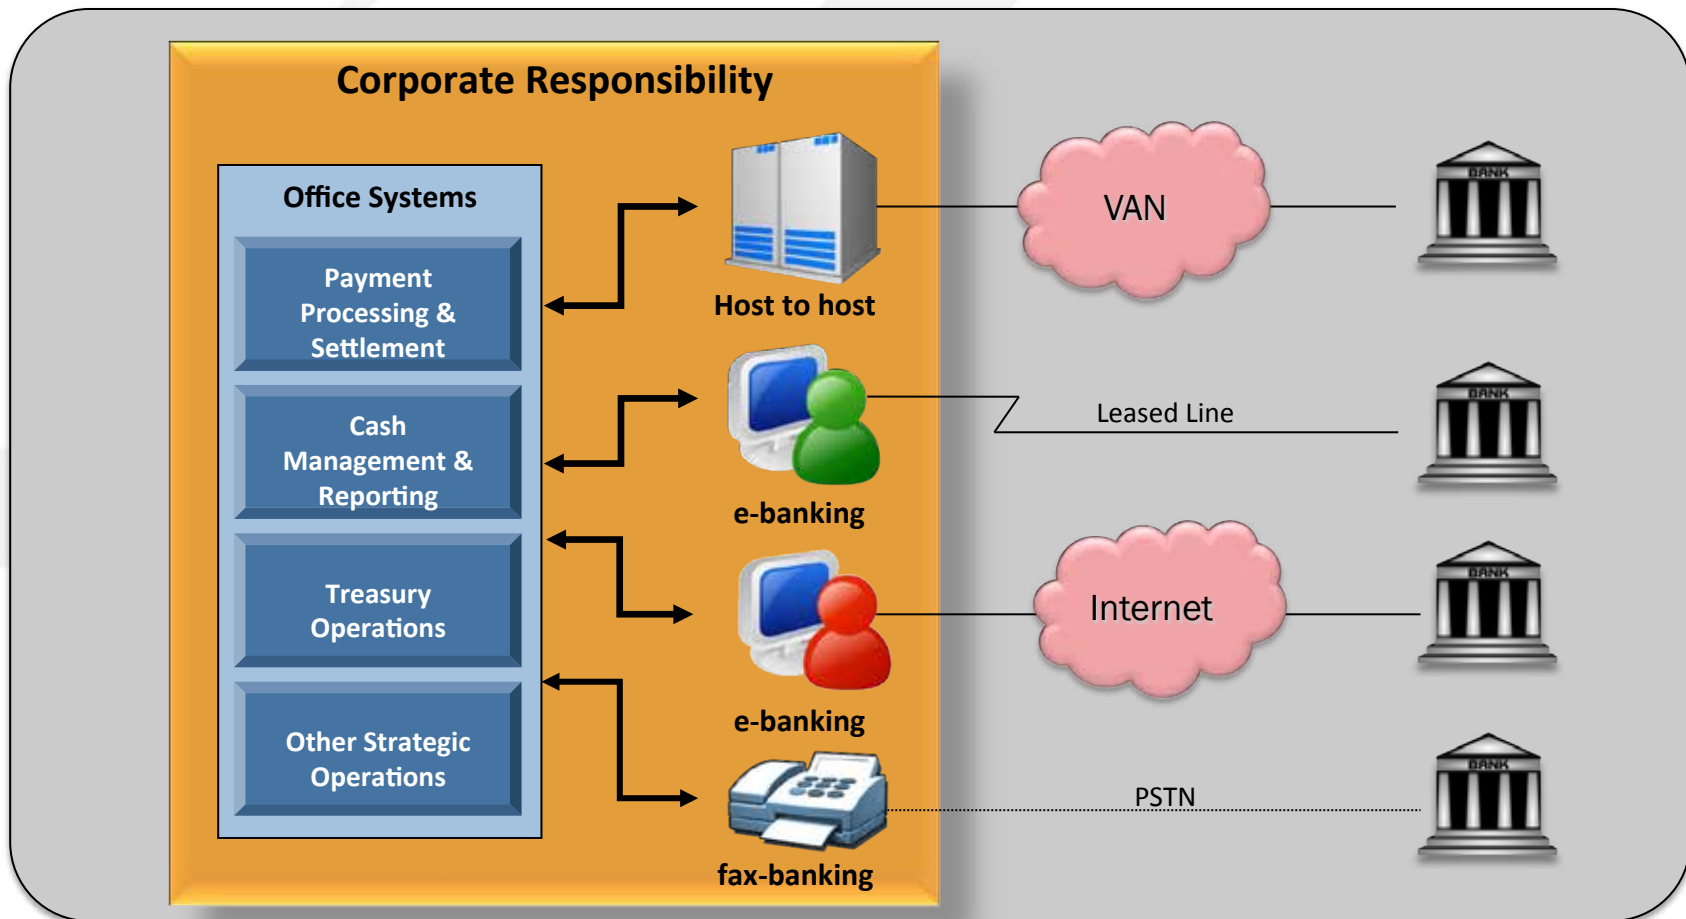 Corporate Responsibility
Office Systems
Payment
Processing &
Settlement
Cash
Management &
Reporting
Treasury
Operations
Other Strategic
Operations
Host to host
e-banking
e-banking
fax-banking
VAN
Leased Line
Internet
PSTN
BANK
BANK
BANK
BANK